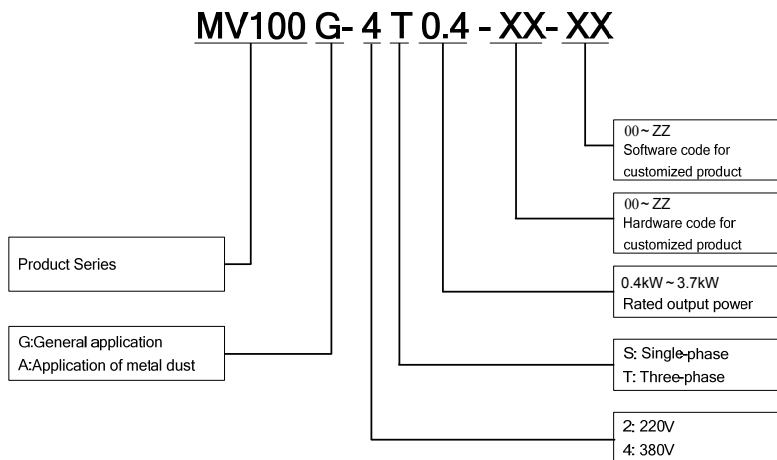 MV100 G- 4 T 0.4 - XX- XX
00~ZZ
Software code for
customized product
00~ZZ
Hardware code for
customized product
Product Series
0.4kW~3.7kW
Rated output power
G:General application
A:Application of metal dust
S: Single-phase
T: Three-phase
2: 220V
4: 380V